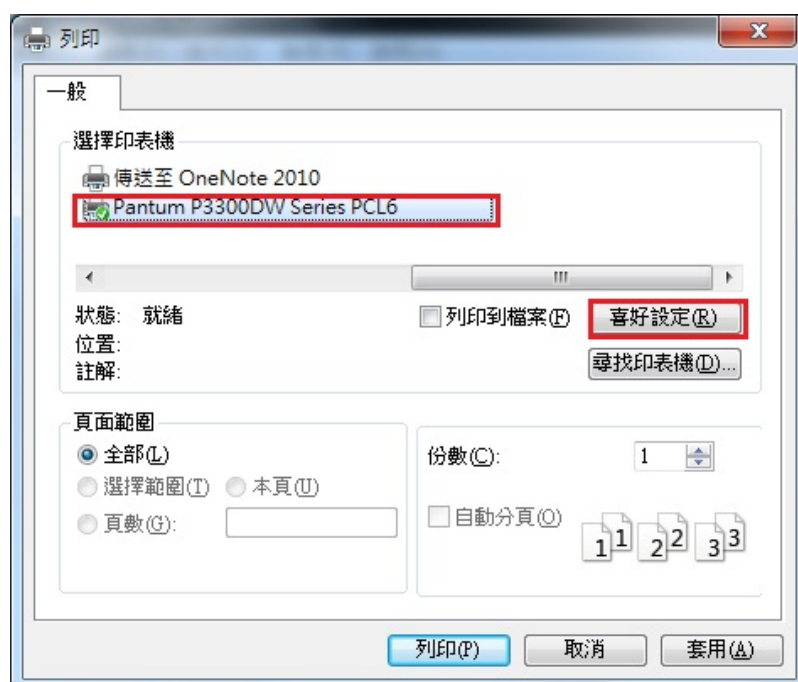 列印
一般
選擇印表機
傳送至 OneNote 2010
Pantum P3300DW Series PCL6
狀態: 就緒
列印到檔案(F)
喜好設定(R)
位置:
註解:
尋找印表機(D)...
頁面範圍
全部(L)
選擇範圍(T) 本頁(U)
頁數(G):
份數(C): 1
自動分頁(O)
1 1 2 2 3 3
列印(P) 取消 套用(A)